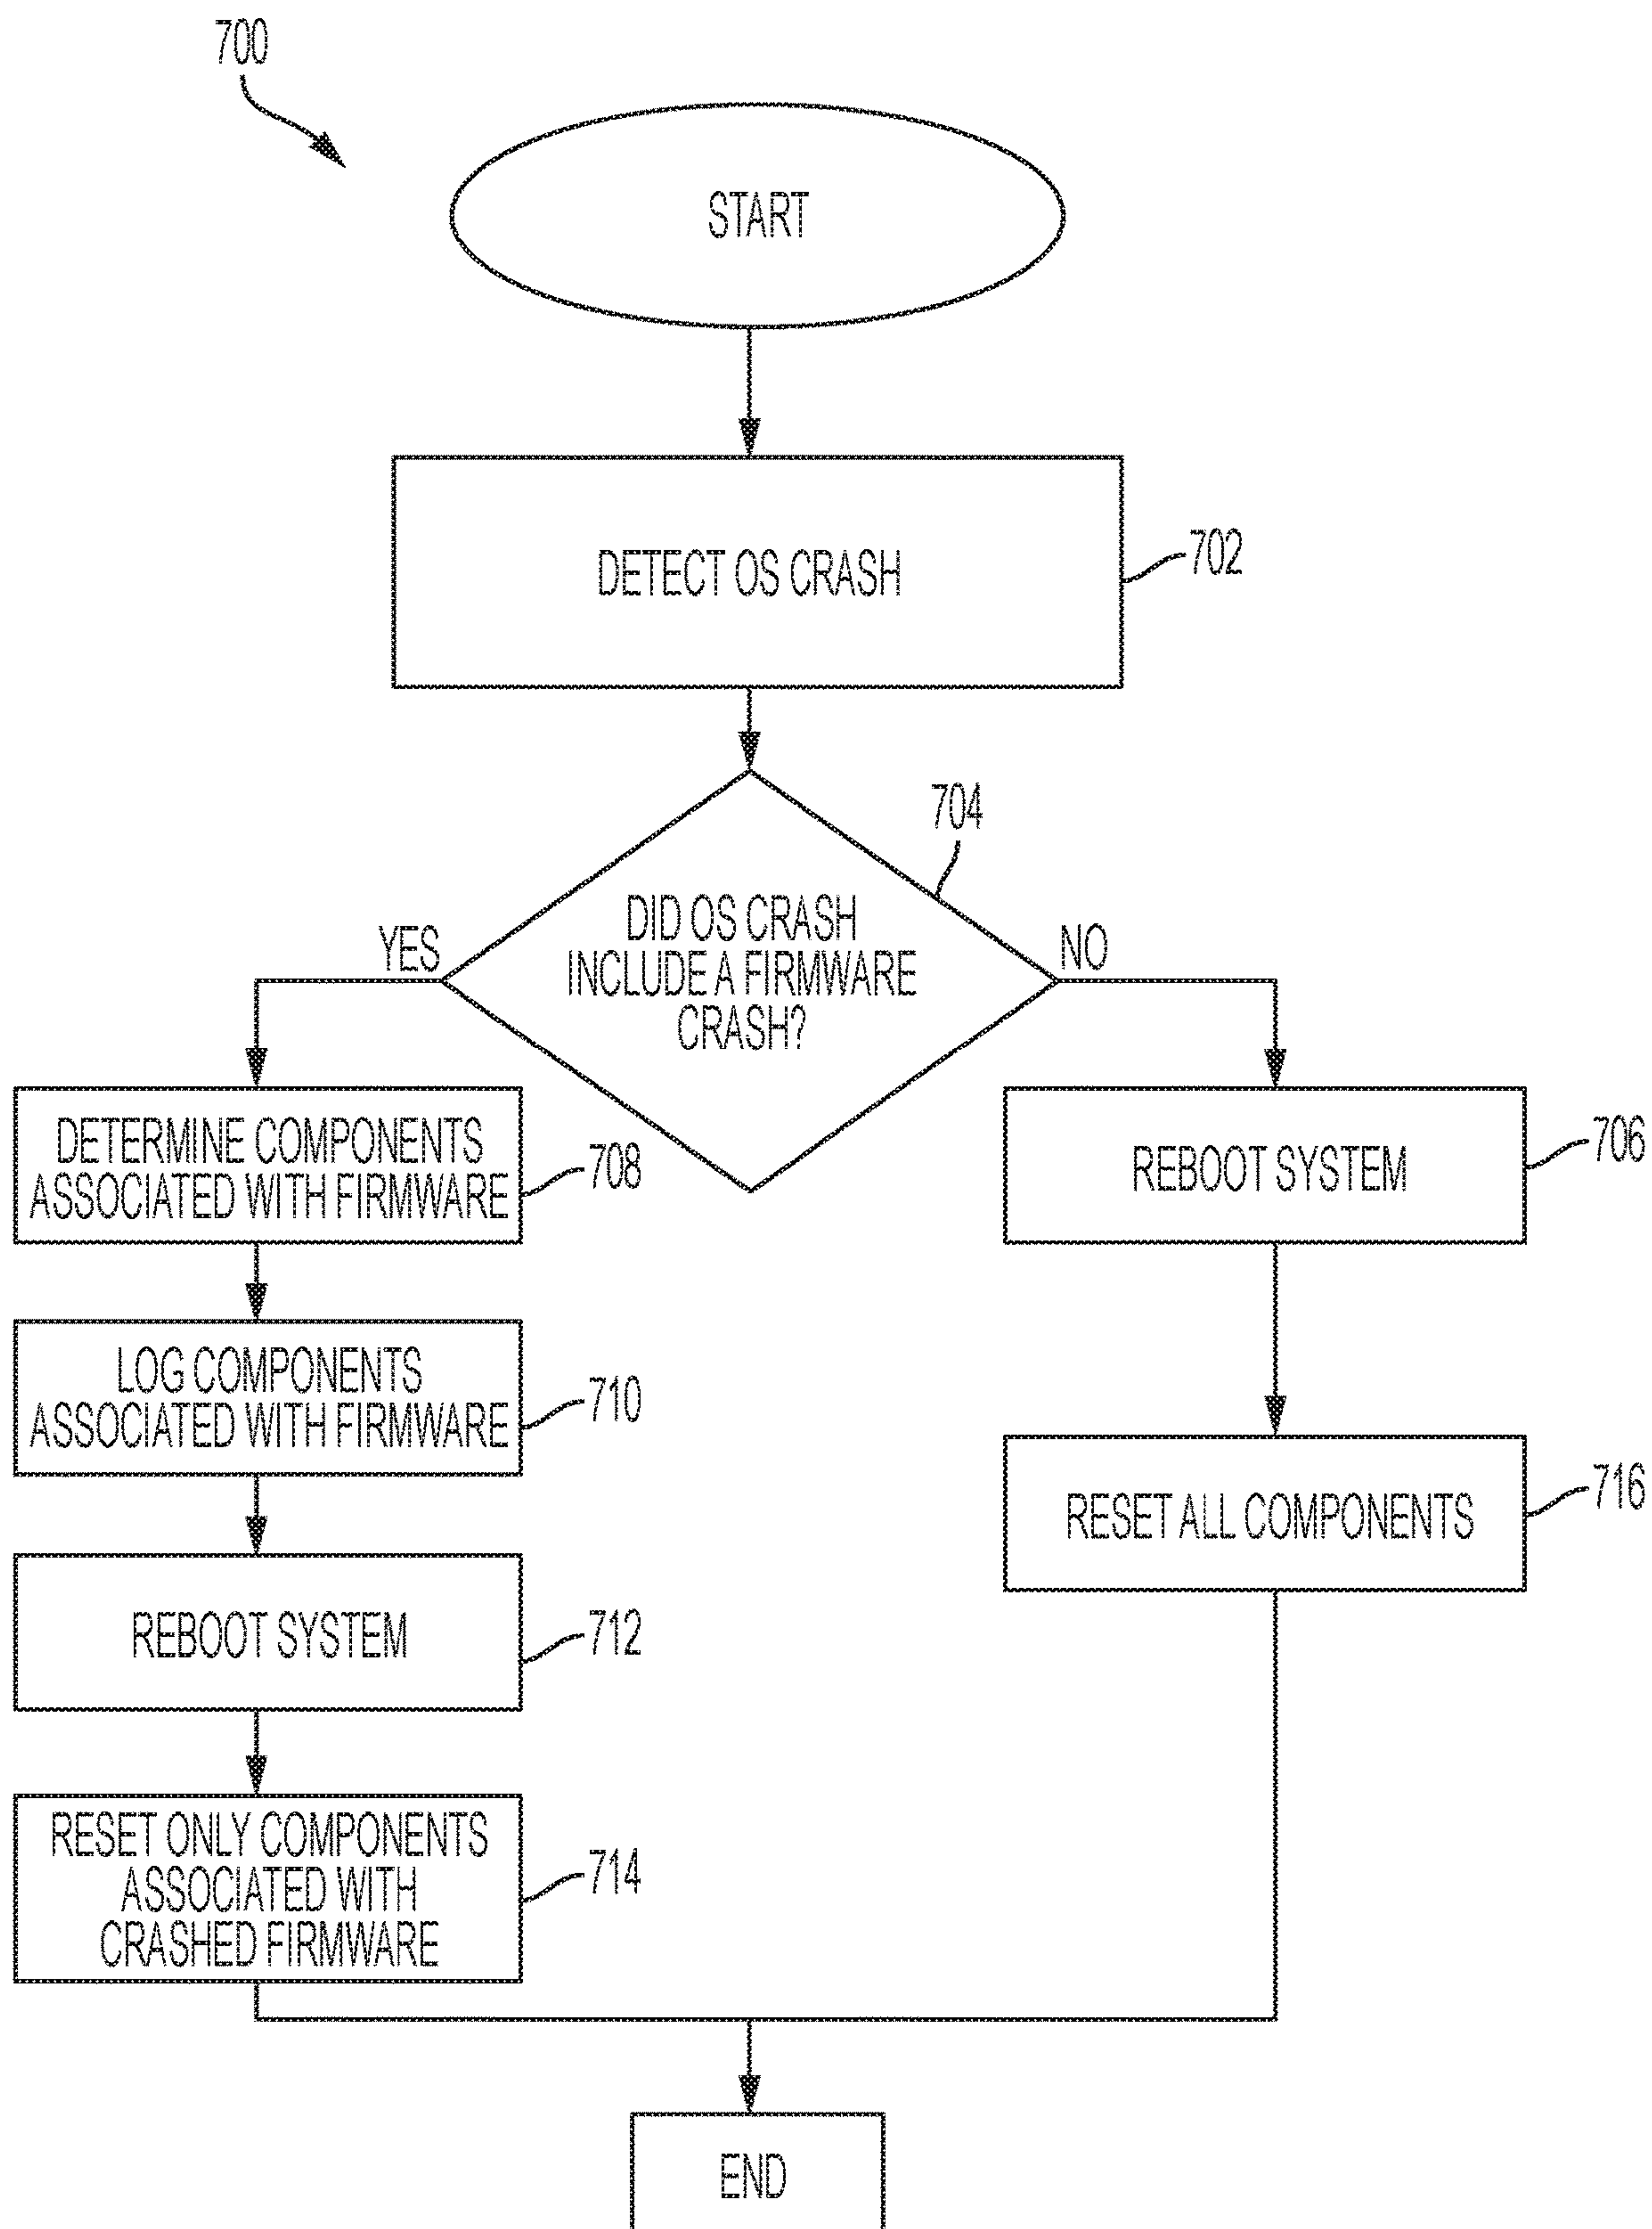 700
START
DETECT OS CRASH
702
704
DID OS CRASH
INCLUDE A FIRMWARE
CRASH?
YES
NO
DETERMINE COMPONENTS
ASSOCIATED WITH FIRMWARE
708
REBOOT SYSTEM
706
LOG COMPONENTS
ASSOCIATED WITH FIRMWARE
710
RESET ALL COMPONENTS
716
REBOOT SYSTEM
712
RESET ONLY COMPONENTS
ASSOCIATED WITH
CRASHED FIRMWARE
714
END